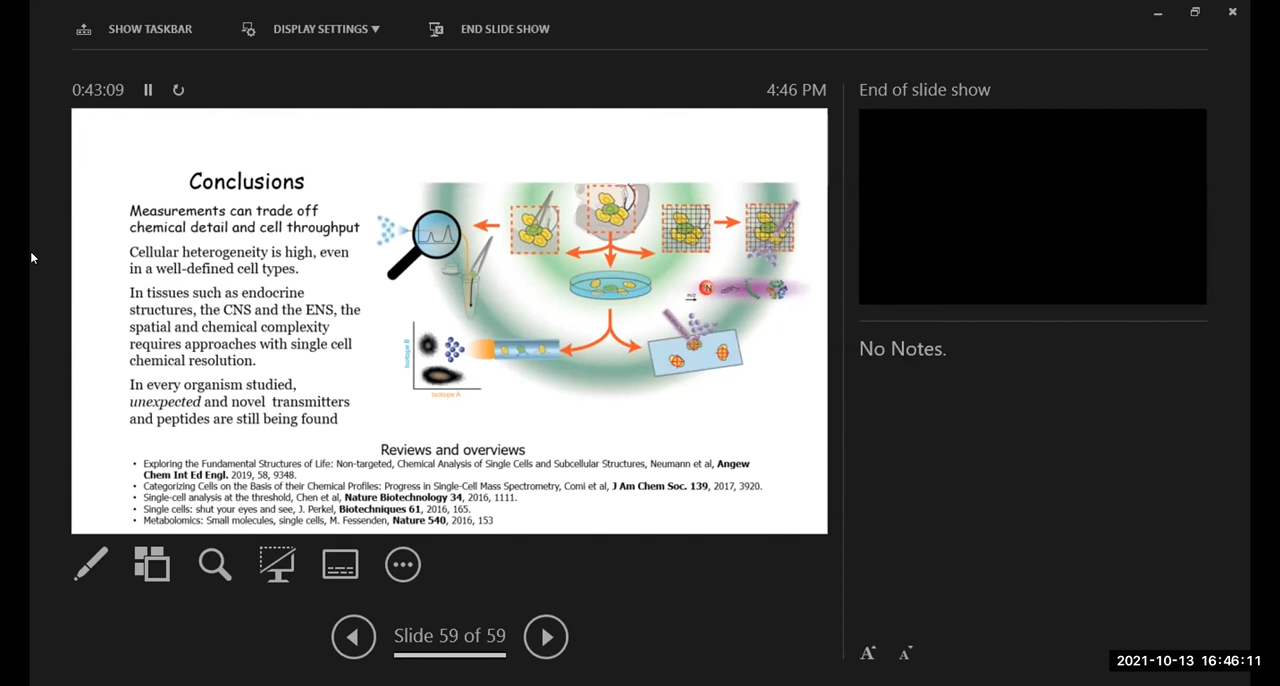 SHOW TASKBAR
DISPLAY SETTINGS ▼
END SLIDE SHOW
0:43:09
4:46 PM
End of slide show
Conclusions
Measurements can trade off
chemical detail and cell throughput
Cellular heterogeneity is high, even
in a well-defined cell types.
In tissues such as endocrine
structures, the CNS and the ENS, the
spatial and chemical complexity
requires approaches with single cell
chemical resolution.
In every organism studied,
unexpected and novel transmitters
and peptides are still being found
m/z
N
Isotope B
Isotope A
Reviews and overviews
• Exploring the Fundamental Structures of Life: Non-targeted, Chemical Analysis of Single Cells and Subcellular Structures, Neumann et al, Angew
Chem Int Ed Engl. 2019, 58, 9348.
• Categorizing Cells on the Basis of their Chemical Profiles: Progress in Single-Cell Mass Spectrometry, Comi et al, J Am Chem Soc. 139, 2017, 3920.
• Single-cell analysis at the threshold, Chen et al, Nature Biotechnology 34, 2016, 1111.
• Single cells: shut your eyes and see, J. Perkel, Biotechniques 61, 2016, 165.
• Metabolomics: Small molecules, single cells, M. Fessenden, Nature 540, 2016, 153
No Notes.
Slide 59 of 59
A A
2021-10-13 16:46:11